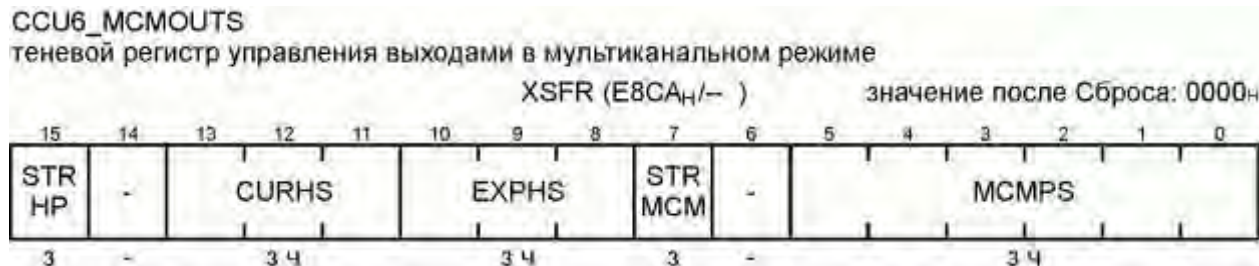 CCU6_MCMOUTS
теневой регистр управления выходами в мультиканальном режиме
XSFR (E8CAH/-- ) значение после Сброса: 0000H
15 14 13 12 11 10 9 8 7 6 5 4 3 2 1 0
STR HP - CURHS EXPHS STR MCM - MCMPS
з - з ч з ч з - з ч